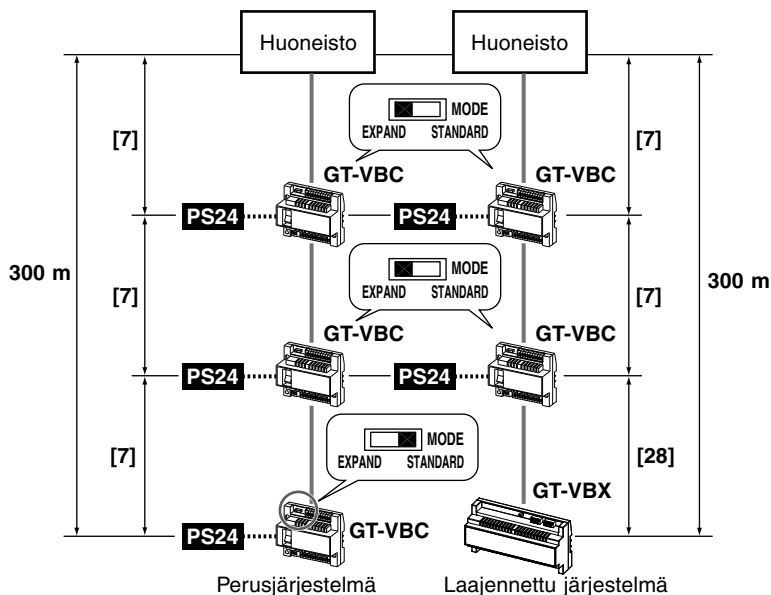 Huoneisto Huoneisto
MODE
EXPAND STANDARD
[7] [7]
GT-VBC GT-VBC
PS24 PS24
300 m 300 m
MODE
EXPAND STANDARD
[7] [7]
GT-VBC GT-VBC
PS24 PS24
MODE
EXPAND STANDARD
[7] [28]
GT-VBX
PS24 GT-VBC
Perusjärjestelmä Laajennettu järjestelmä